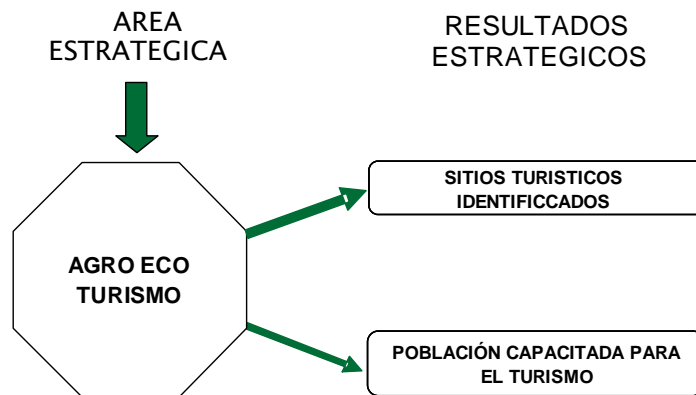 AREA
ESTRATEGICA
RESULTADOS
ESTRATEGICOS
SITIOS TURISTICOS
IDENTIFICCADOS
AGRO ECO
TURISMO
POBLACIÓN CAPACITADA PARA
EL TURISMO